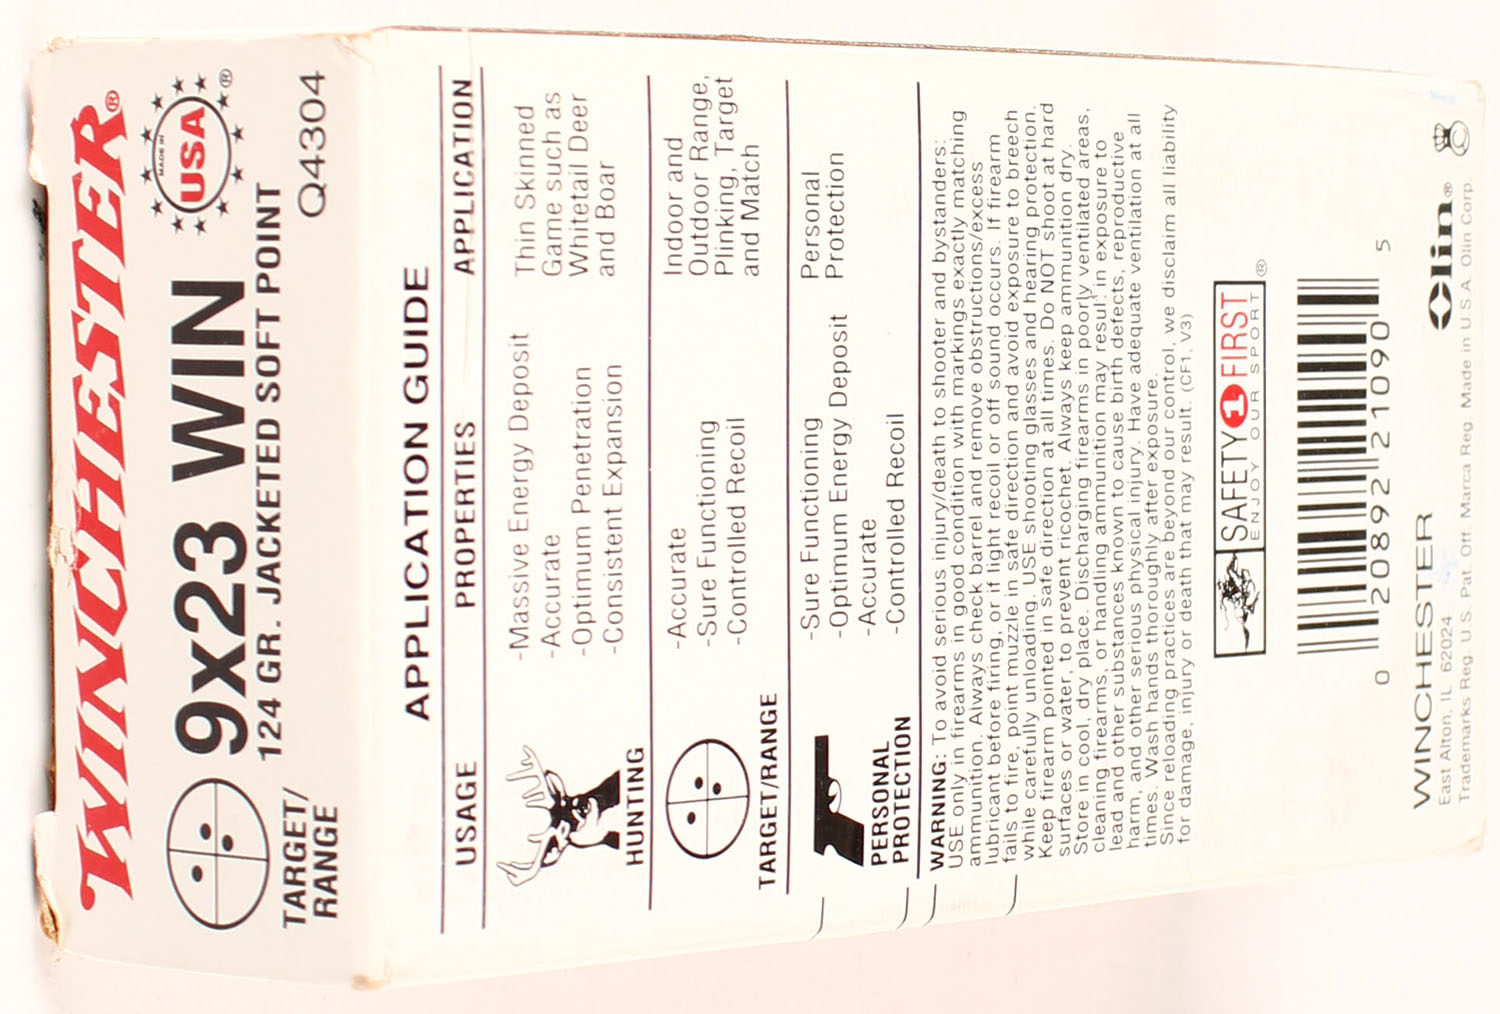 WINCHESTER®
9x23 WIN
MADE IN
USA
®
124 GR. JACKETED SOFT POINT
TARGET/
RANGE
Q4304
APPLICATION GUIDE
USAGE PROPERTIES APPLICATION
HUNTING
-Massive Energy Deposit
-Accurate
-Optimum Penetration
-Consistent Expansion
Thin Skinned
Game such as
Whitetail Deer
and Boar
TARGET/RANGE
-Accurate
-Sure Functioning
-Controlled Recoil
Indoor and
Outdoor Range,
Plinking, Target
and Match
PERSONAL
PROTECTION
-Sure Functioning
-Optimum Energy Deposit
-Accurate
-Controlled Recoil
Personal
Protection
WARNING: To avoid serious injury/death to shooter and bystanders:
USE only in firearms in good condition with markings exactly matching
ammunition. Always check barrel and remove obstructions/excess
lubricant before firing, or if light recoil or off sound occurs. If firearm
fails to fire, point muzzle in safe direction and avoid exposure to breech
while carefully unloading. USE shooting glasses and hearing protection.
Keep firearm pointed in safe direction at all times. Do NOT shoot at hard
surfaces or water, to prevent ricochet. Always keep ammunition dry.
Store in cool, dry place. Discharging firearms in poorly ventilated areas,
cleaning firearms, or handling ammunition may result in exposure to
lead and other substances known to cause birth defects, reproductive
harm, and other serious physical injury. Have adequate ventilation at all
times. Wash hands thoroughly after exposure.
Since reloading practices are beyond our control, we disclaim all liability
for damage, injury or death that may result. (CF1, V3)
SAFETY 1 FIRST
ENJOY OUR SPORT
®
0 20892 21090 5
WINCHESTER
East Alton, IL 62024
Olin®
Trademarks Reg. U.S. Pat. Off. Marca Reg. Made in U.S.A. Olin Corp.